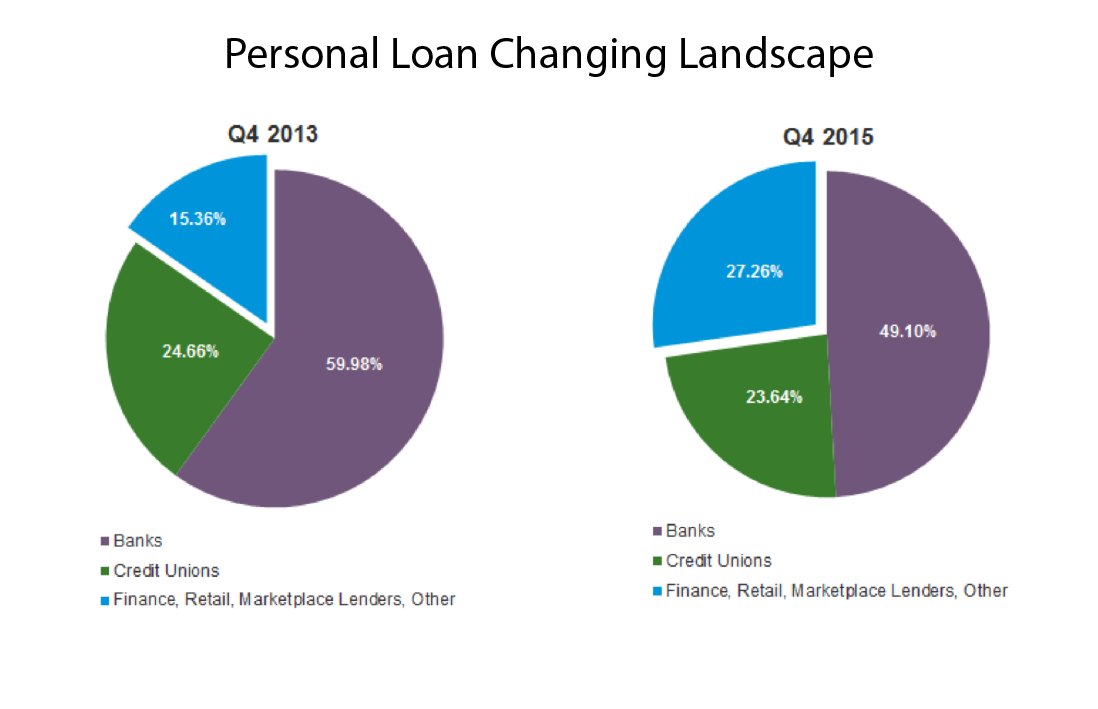 Personal Loan Changing Landscape
Q4 2013
15.36%
24.66%
59.98%
Banks
Credit Unions
Finance, Retail, Marketplace Lenders, Other
Q4 2015
27.26%
49.10%
23.64%
Banks
Credit Unions
Finance, Retail, Marketplace Lenders, Other